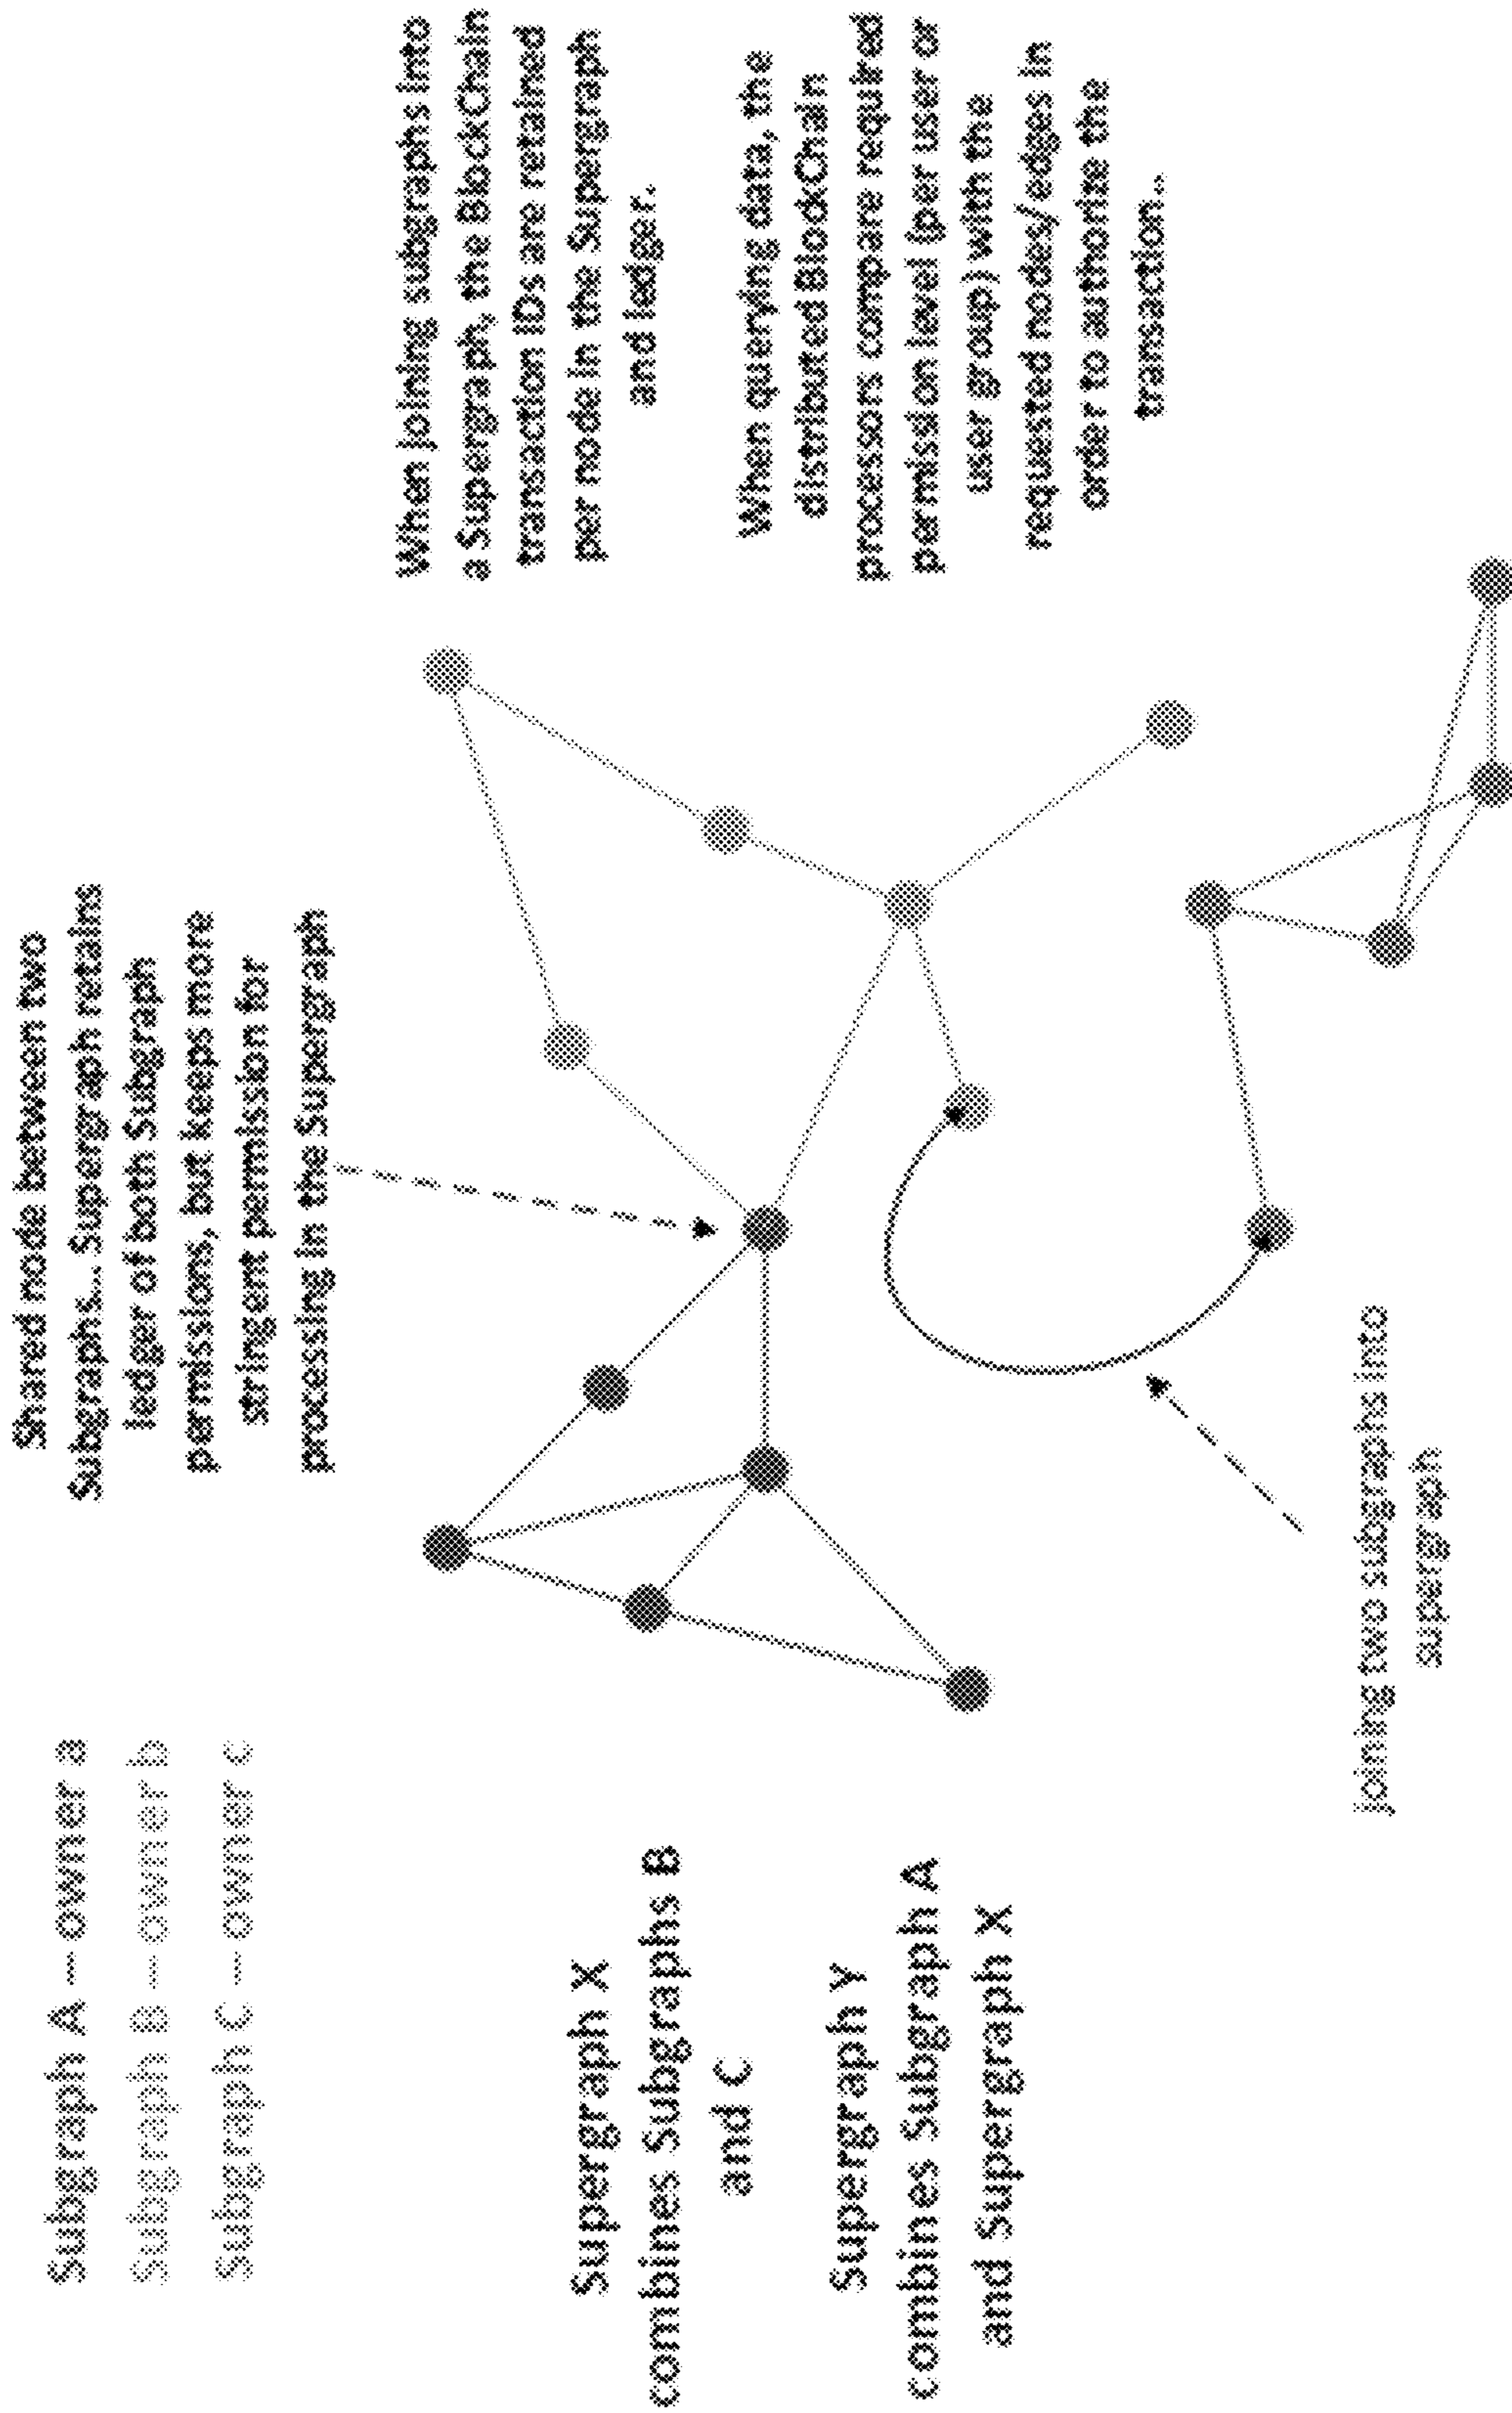 Subgraph A – owner a
Subgraph B – owner b
Subgraph C – owner c
Shared node between two
Subgraphs... Supergraph retains
ledger of both Subgraph
permissions, but keeps more
stringent permission for
processing in the Supergraph
When joining subgraphs into
a Supergraph, the BlockChain
transaction IDs are retained
per node in the Supergraph
and ledger.
When querying data, the
distributed BlockChain
processors compare required
permission level (per user or
user group) with the
requested nodes/edges in
order to authorize the
transaction..
Supergraph X
combines Subgraphs B
and C
Supergraph Y
combines Subgraph A
and Supergraph X
joining two subgraphs into
supergraph